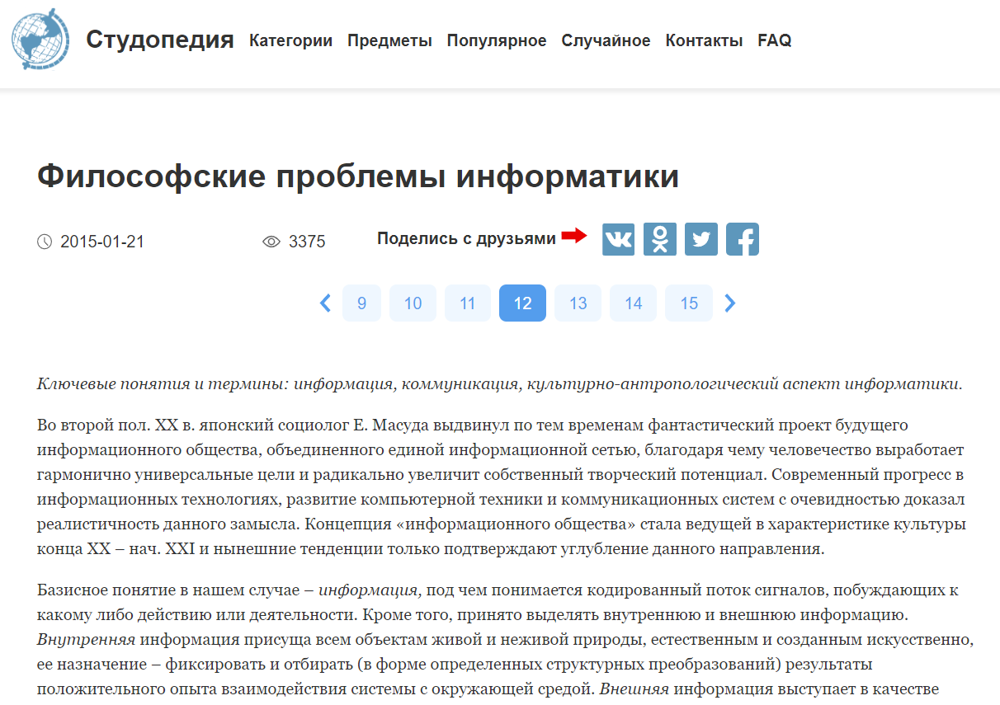 Студопедия Категории Предметы Популярное Случайное Контакты FAQ
Философские проблемы информатики
2015-01-21 3375 Поделись с друзьями
9 10 11 12 13 14 15
Ключевые понятия и термины: информация, коммуникация, культурно-антропологический аспект информатики.
Во второй пол. XX в. японский социолог Е. Масуда выдвинул по тем временам фантастический проект будущего
информационного общества, объединенного единой информационной сетью, благодаря чему человечество выработает
гармонично универсальные цели и радикально увеличит собственный творческий потенциал. Современный прогресс в
информационных технологиях, развитие компьютерной техники и коммуникационных систем с очевидностью доказал
реалистичность данного замысла. Концепция «информационного общества» стала ведущей в характеристике культуры
конца XX – нач. XXI и нынешние тенденции только подтверждают углубление данного направления.
Базисное понятие в нашем случае – информация, под чем понимается кодированный поток сигналов, побуждающих к
какому либо действию или деятельности. Кроме того, принято выделять внутреннюю и внешнюю информацию.
Внутренняя информация присуща всем объектам живой и неживой природы, естественным и созданным искусственно,
ее назначение – фиксировать и отбирать (в форме определенных структурных преобразований) результаты
положительного опыта взаимодействия системы с окружающей средой. Внешняя информация выступает в качестве